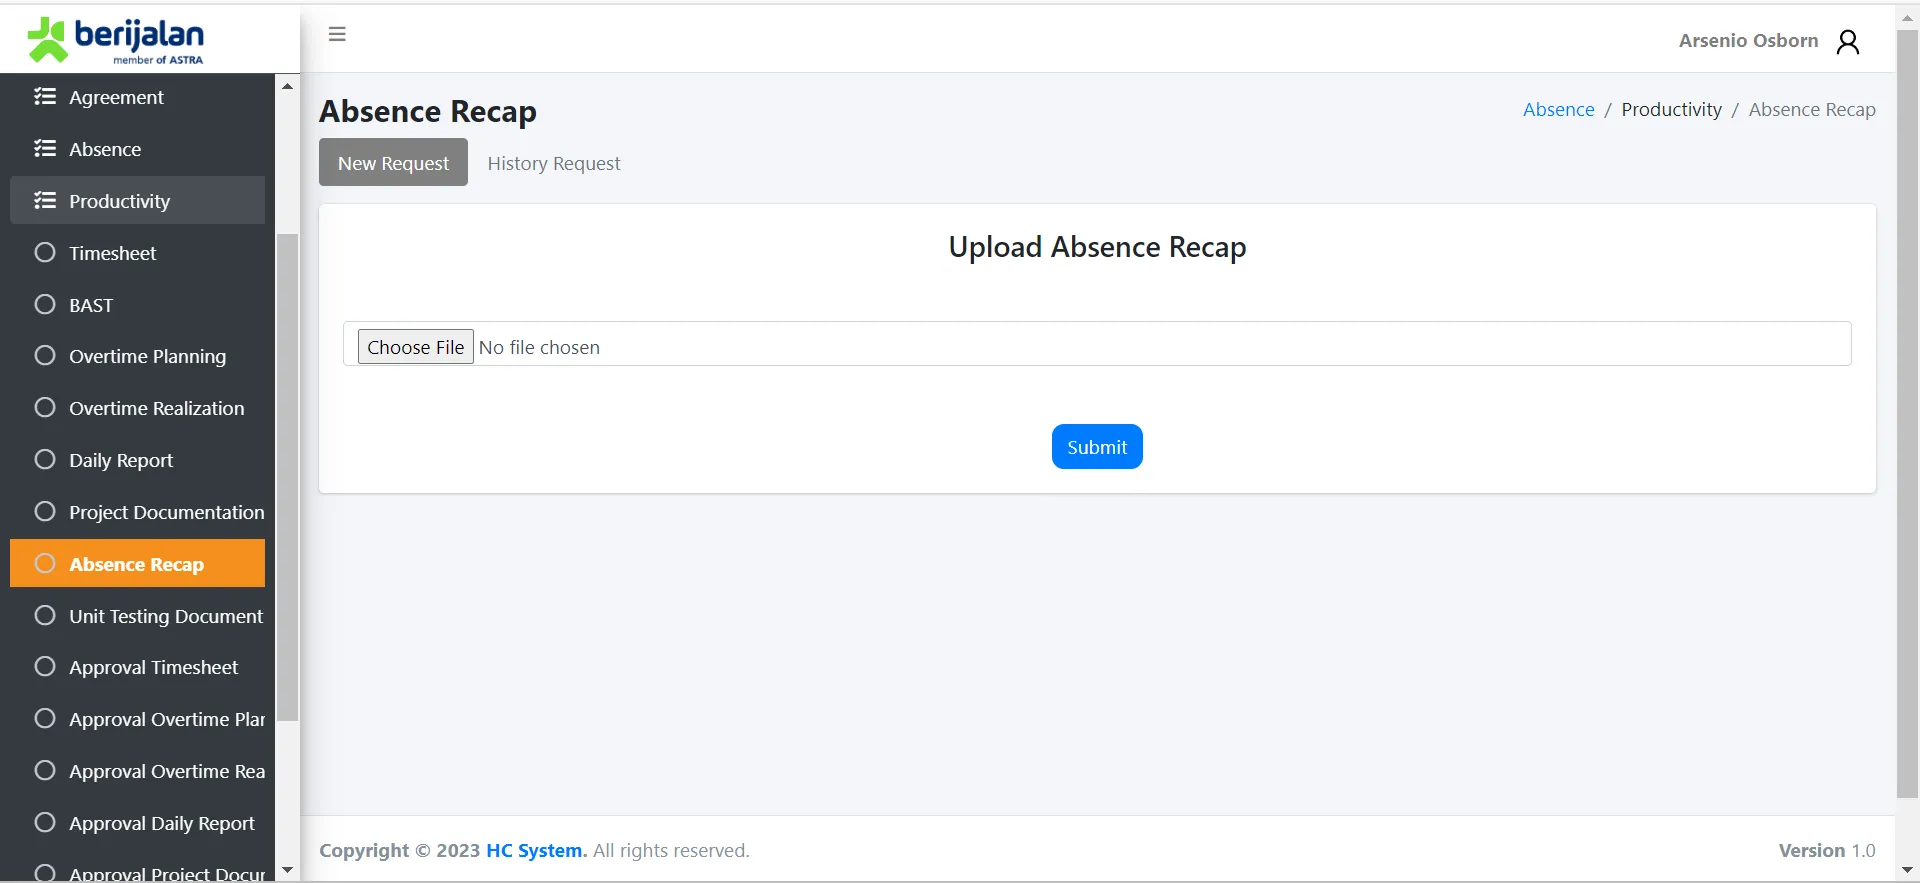 berijalan
member of ASTRA
Agreement
Absence
Productivity
Timesheet
BAST
Overtime Planning
Overtime Realization
Daily Report
Project Documentation
Absence Recap
Unit Testing Document
Approval Timesheet
Approval Overtime Plan
Approval Overtime Rea
Approval Daily Report
Approval Project Docur
Arsenio Osborn
Absence Recap
Absence / Productivity / Absence Recap
New Request History Request
Upload Absence Recap
Choose File No file chosen
Submit
Copyright © 2023 HC System. All rights reserved.
Version 1.0